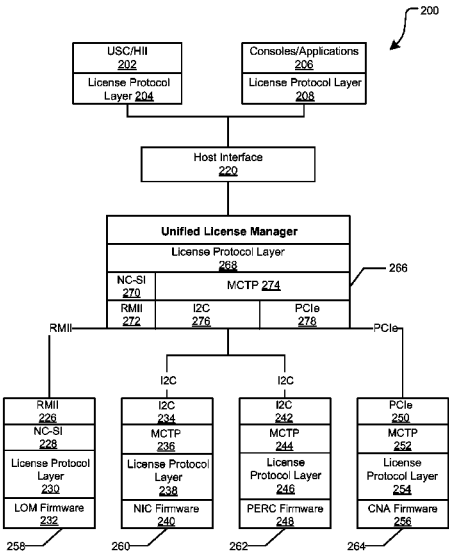 200
USC/HII
202
License Protocol
Layer 204
Consoles/Applications
206
License Protocol Layer
208
Host Interface
220
Unified License Manager
License Protocol Layer
268
NC-SI
270
MCTP 274
RMII
272
I2C
276
PCIe
278
266
RMII
PCIe
I2C
I2C
RMII
226
NC-SI
228
License Protocol
Layer
230
LOM Firmware
232
258
I2C
234
MCTP
236
License Protocol
Layer
238
NIC Firmware
240
260
I2C
242
MCTP
244
License
Protocol Layer
246
PERC Firmware
248
262
PCIe
250
MCTP
252
License
Protocol Layer
254
CNA Firmware
256
264